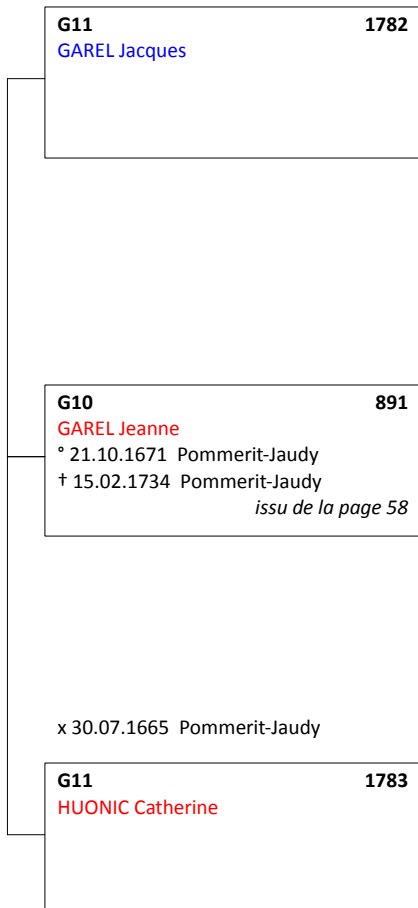 G11 1782
GAREL Jacques
G10 891
GAREL Jeanne
° 21.10.1671 Pommerit-Jaudy
† 15.02.1734 Pommerit-Jaudy
issu de la page 58
x 30.07.1665 Pommerit-Jaudy
G11 1783
HUONIC Catherine